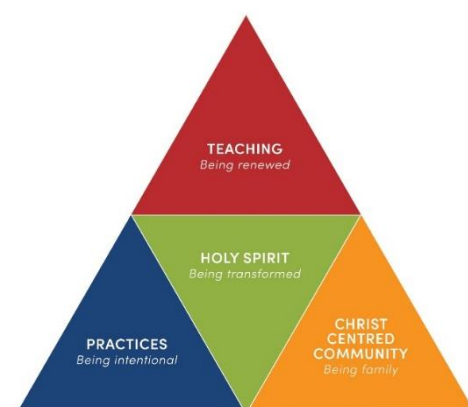 TEACHING
Being renewed
HOLY SPIRIT
Being transformed
PRACTICES
Being intentional
CHRIST
CENTRED
COMMUNITY
Being family